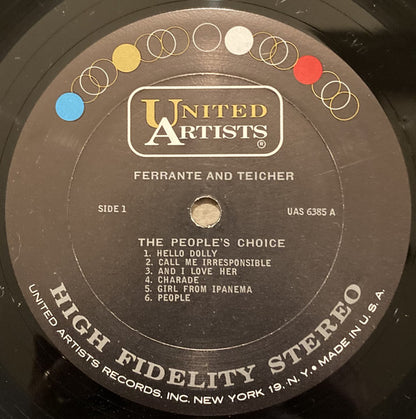 UNITED
ARTISTS
®
FERRANTE AND TEICHER
SIDE 1
UAS 6385 A
THE PEOPLE'S CHOICE
1. HELLO DOLLY
2. CALL ME IRRESPONSIBLE
3. AND I LOVE HER
4. CHARADE
5. GIRL FROM IPANEMA
6. PEOPLE
HIGH FIDELITY STEREO
UNITED ARTISTS RECORDS, INC. NEW YORK 19, N.Y. • MADE IN U.S.A.